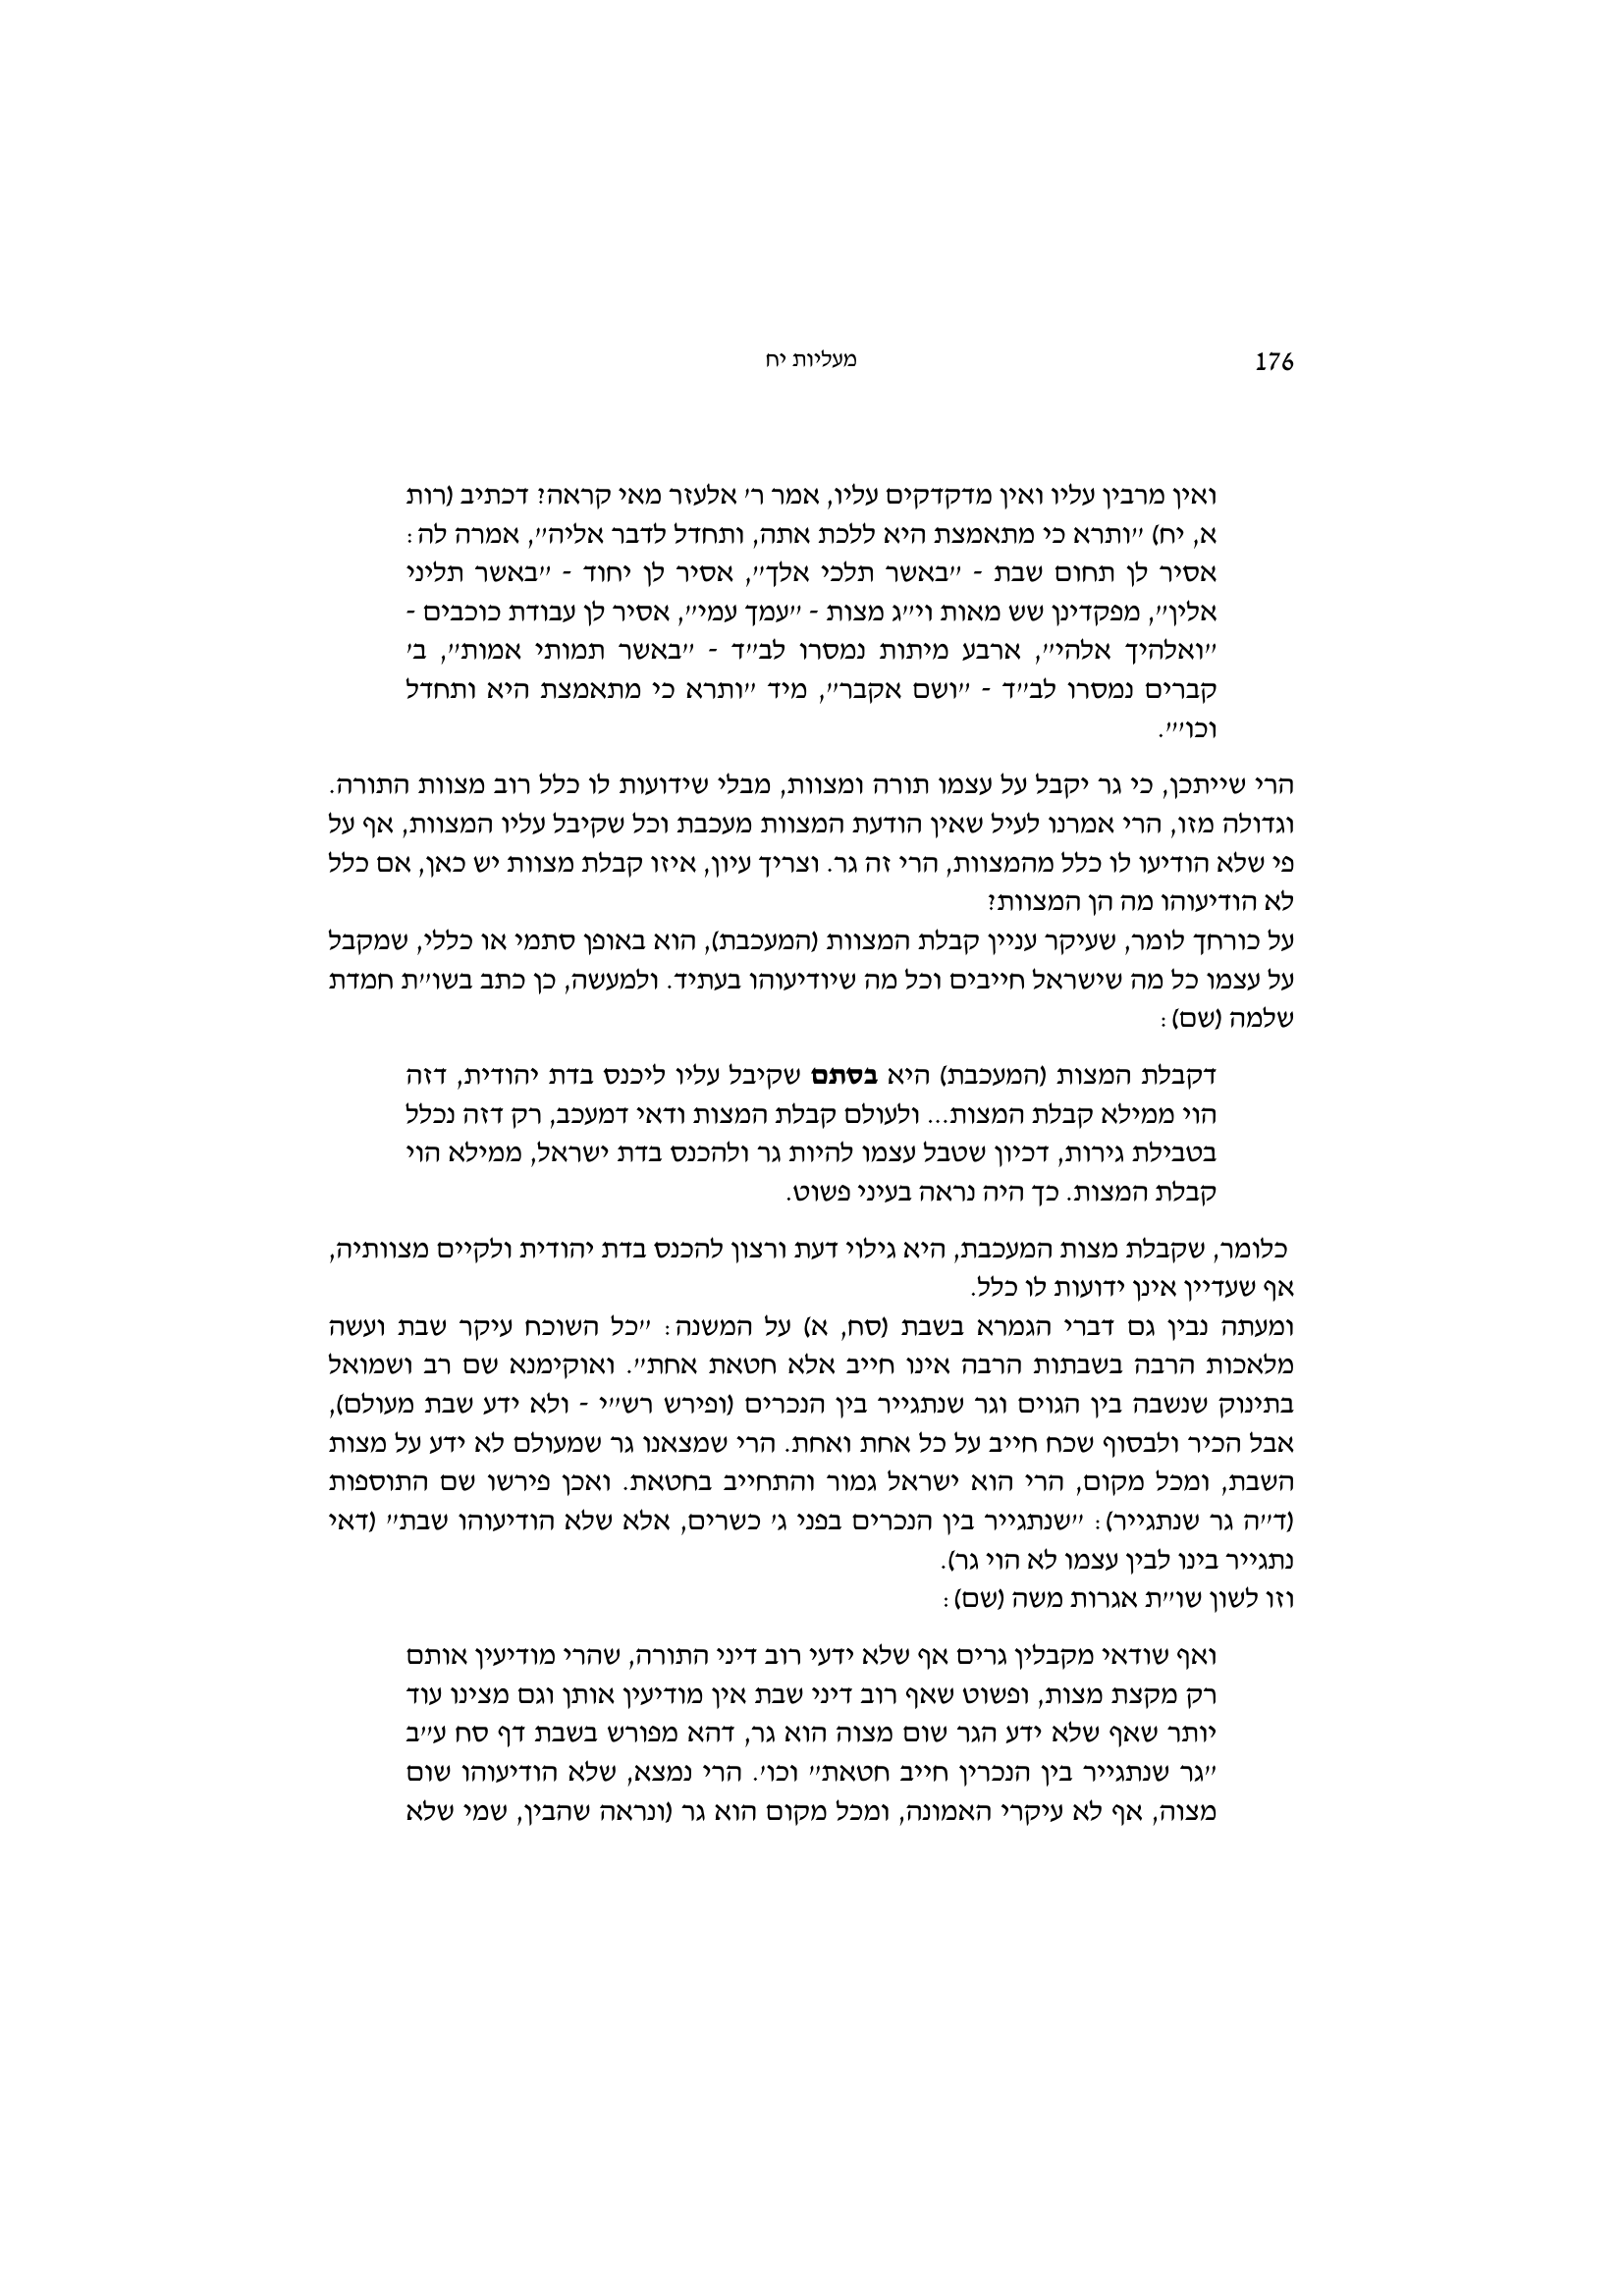 176
מעליות יח
ואין מרבין עליו ואין מדקדקים עליו, אמר ר' אלעזר מאי קראה? דכתיב (רות
א, יח) "ותרא כי מתאמצת היא ללכת אתה, ותחדל לדבר אליה", אמרה לה:
אסיר לן תחום שבת - "באשר תלכי אלך", אסיר לן יחוד - "באשר תליני
אלין", מפקדינן שש מאות וי"ג מצות - "עמך עמי", אסיר לן עבודת כוכבים -
"ואלהיך אלהי", ארבע מיתות נמסרו לב"ד - "באשר תמותי אמות", ב'
קברים נמסרו לב"ד - "ושם אקבר", מיד "ותרא כי מתאמצת היא ותחדל
וכו'".
הרי שייתכן, כי גר יקבל על עצמו תורה ומצוות, מבלי שידועות לו כלל רוב מצוות התורה.
וגדולה מזו, הרי אמרנו לעיל שאין הודעת המצוות מעכבת וכל שקיבל עליו המצוות, אף על
פי שלא הודיעו לו כלל מהמצוות, הרי זה גר. וצריך עיון, איזו קבלת מצוות יש כאן, אם כלל
לא הודיעוהו מה הן המצוות?
על כורחך לומר, שעיקר עניין קבלת המצוות (המעכבת), הוא באופן סתמי או כללי, שמקבל
על עצמו כל מה שישראל חייבים וכל מה שיודיעוהו בעתיד. ולמעשה, כן כתב בשו"ת חמדת
שלמה (שם):
דקבלת המצות (המעכבת) היא בסתם שקיבל עליו ליכנס בדת יהודית, דזה
הוי ממילא קבלת המצות... ולעולם קבלת המצות ודאי דמעכב, רק דזה נכלל
בטבילת גירות, דכיון שטבל עצמו להיות גר ולהכנס בדת ישראל, ממילא הוי
קבלת המצות. כך היה נראה בעיני פשוט.
כלומר, שקבלת מצות המעכבת, היא גילוי דעת ורצון להכנס בדת יהודית ולקיים מצוותיה,
אף שעדיין אינן ידועות לו כלל.
ומעתה נבין גם דברי הגמרא בשבת (סח, א) על המשנה: "כל השוכח עיקר שבת ועשה
מלאכות הרבה בשבתות הרבה אינו חייב אלא חטאת אחת". ואוקימנא שם רב ושמואל
בתינוק שנשבה בין הגוים וגר שנתגייר בין הנכרים (ופירש רש"י - ולא ידע שבת מעולם),
אבל הכיר ולבסוף שכח חייב על כל אחת ואחת. הרי שמצאנו גר שמעולם לא ידע על מצות
השבת, ומכל מקום, הרי הוא ישראל גמור והתחייב בחטאת. ואכן פירשו שם התוספות
(ד"ה גר שנתגייר): "שנתגייר בין הנכרים בפני ג' כשרים, אלא שלא הודיעוהו שבת" (דאי
נתגייר בינו לבין עצמו לא הוי גר).
וזו לשון שו"ת אגרות משה (שם):
ואף שודאי מקבלין גרים אף שלא ידעי רוב דיני התורה, שהרי מודיעין אותם
רק מקצת מצות, ופשוט שאף רוב דיני שבת אין מודיעין אותן וגם מצינו עוד
יותר שאף שלא ידע הגר שום מצוה הוא גר, דהא מפורש בשבת דף סח ע"ב
"גר שנתגייר בין הנכרין חייב חטאת" וכו'. הרי נמצא, שלא הודיעוהו שום
מצוה, אף לא עיקרי האמונה, ומכל מקום הוא גר (ונראה שהבין, שמי שלא